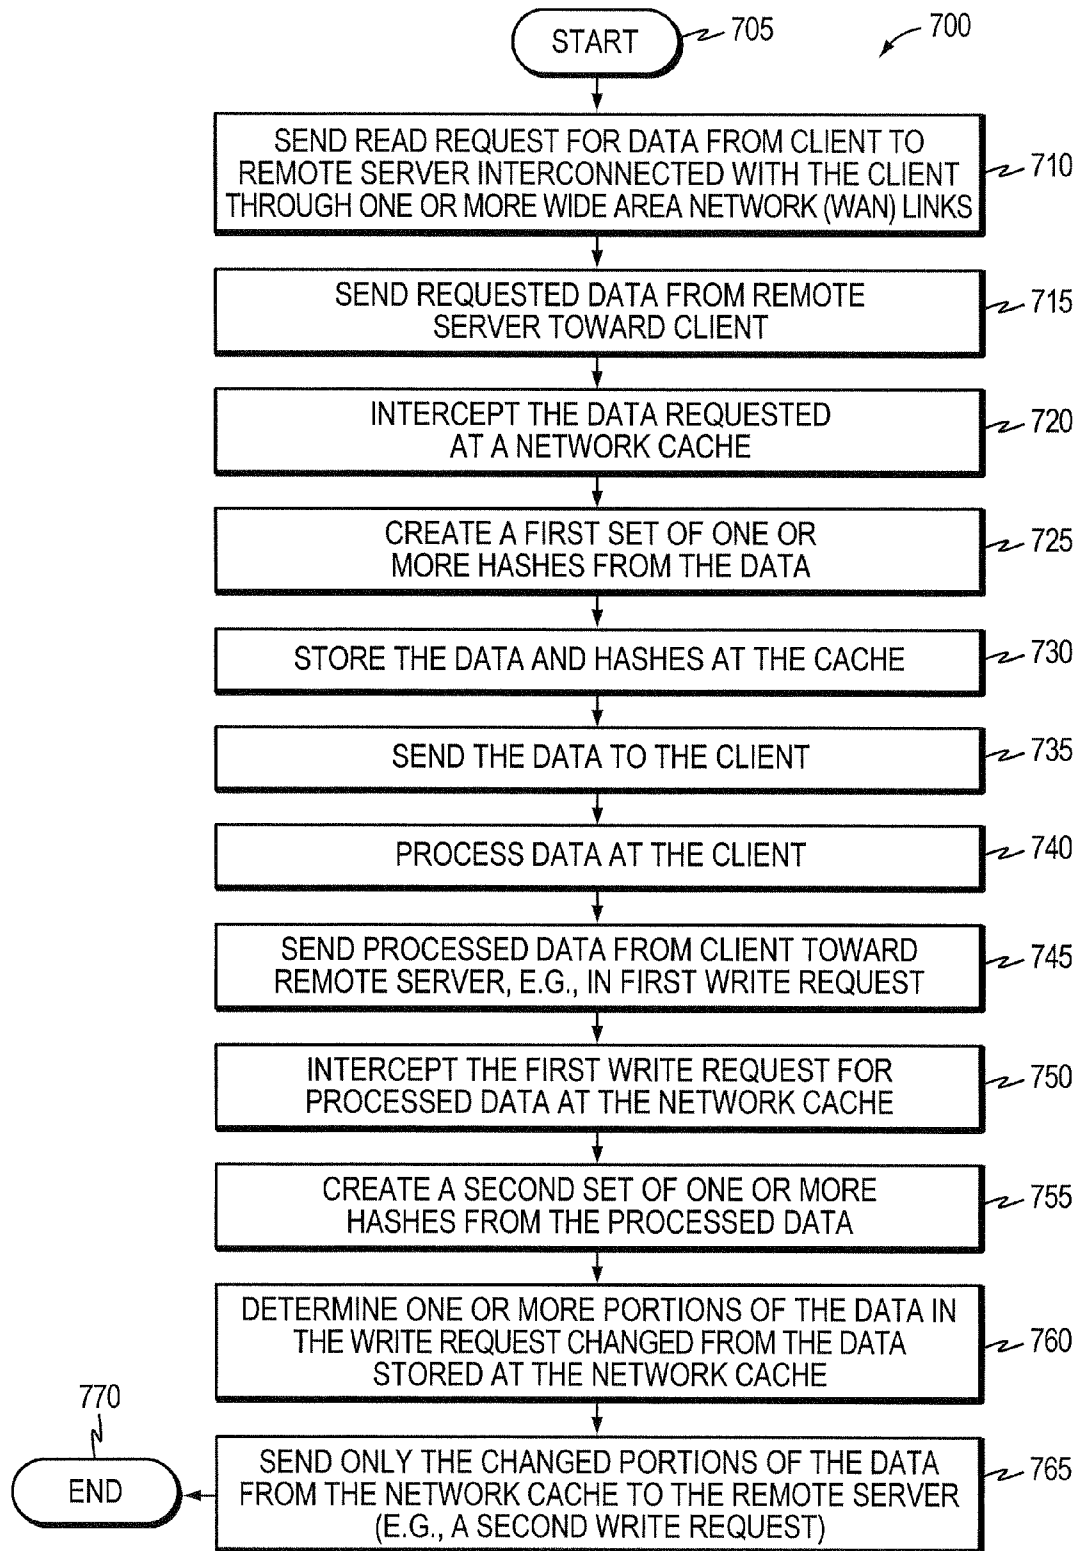 START
705
700
SEND READ REQUEST FOR DATA FROM CLIENT TO
REMOTE SERVER INTERCONNECTED WITH THE CLIENT
THROUGH ONE OR MORE WIDE AREA NETWORK (WAN) LINKS
710
SEND REQUESTED DATA FROM REMOTE
SERVER TOWARD CLIENT
715
INTERCEPT THE DATA REQUESTED
AT A NETWORK CACHE
720
CREATE A FIRST SET OF ONE OR
MORE HASHES FROM THE DATA
725
STORE THE DATA AND HASHES AT THE CACHE
730
SEND THE DATA TO THE CLIENT
735
PROCESS DATA AT THE CLIENT
740
SEND PROCESSED DATA FROM CLIENT TOWARD
REMOTE SERVER, E.G., IN FIRST WRITE REQUEST
745
INTERCEPT THE FIRST WRITE REQUEST FOR
PROCESSED DATA AT THE NETWORK CACHE
750
CREATE A SECOND SET OF ONE OR MORE
HASHES FROM THE PROCESSED DATA
755
DETERMINE ONE OR MORE PORTIONS OF THE DATA IN
THE WRITE REQUEST CHANGED FROM THE DATA
STORED AT THE NETWORK CACHE
760
SEND ONLY THE CHANGED PORTIONS OF THE DATA
FROM THE NETWORK CACHE TO THE REMOTE SERVER
(E.G., A SECOND WRITE REQUEST)
765
770
END